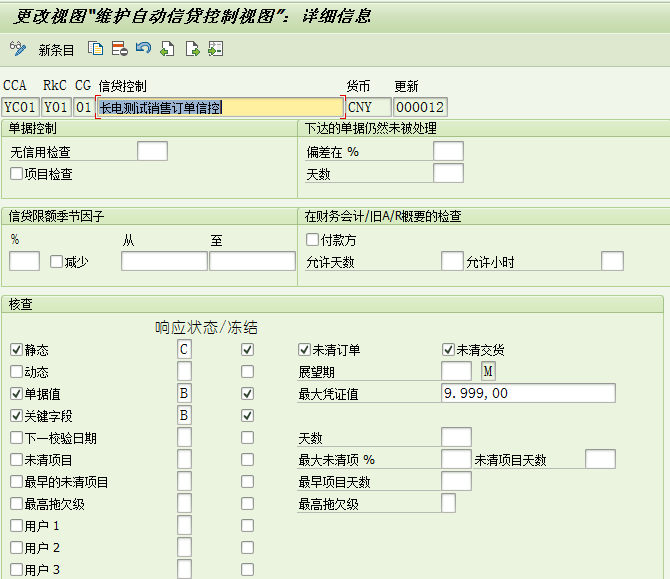 更改视图“维护自动信贷控制视图”：详细信息
新条目
CCA RkC CG 信贷控制 货币 更新
YC01 Y01 01 长电测试销售订单信控 CNY 000012
单据控制 下达的单据仍然未被处理
无信用检查 偏差在 %
项目检查 天数
信贷限额季节因子 在财务会计/旧A/R概要的检查
% 从 至 付款方
减少 允许天数 允许小时
核查
响应状态/冻结
静态 C 未清订单 未清交货
动态 展望期 M
单据值 B 最大凭证值 9.999,00
关键字段 B
下一校验日期 天数
未清项目 最大未清项 % 未清项目天数
最早的未清项目 最早项目天数
最高拖欠级 最高拖欠级
用户 1
用户 2
用户 3